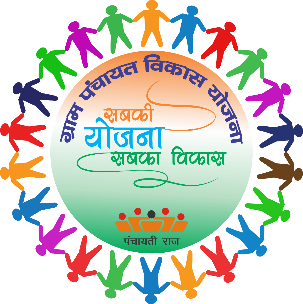 ग्राम पंचायत विकास योजना
सबकी
योजना
सबका विकास
पंचायती राज